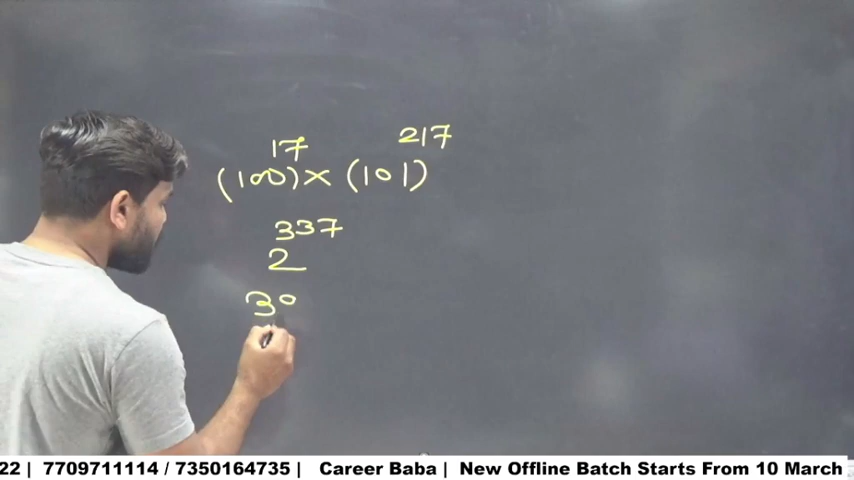 (100)^17 × (101)^217
2^337
30
22 | 7709711114 / 7350164735 | Career Baba | New Offline Batch Starts From 10 March